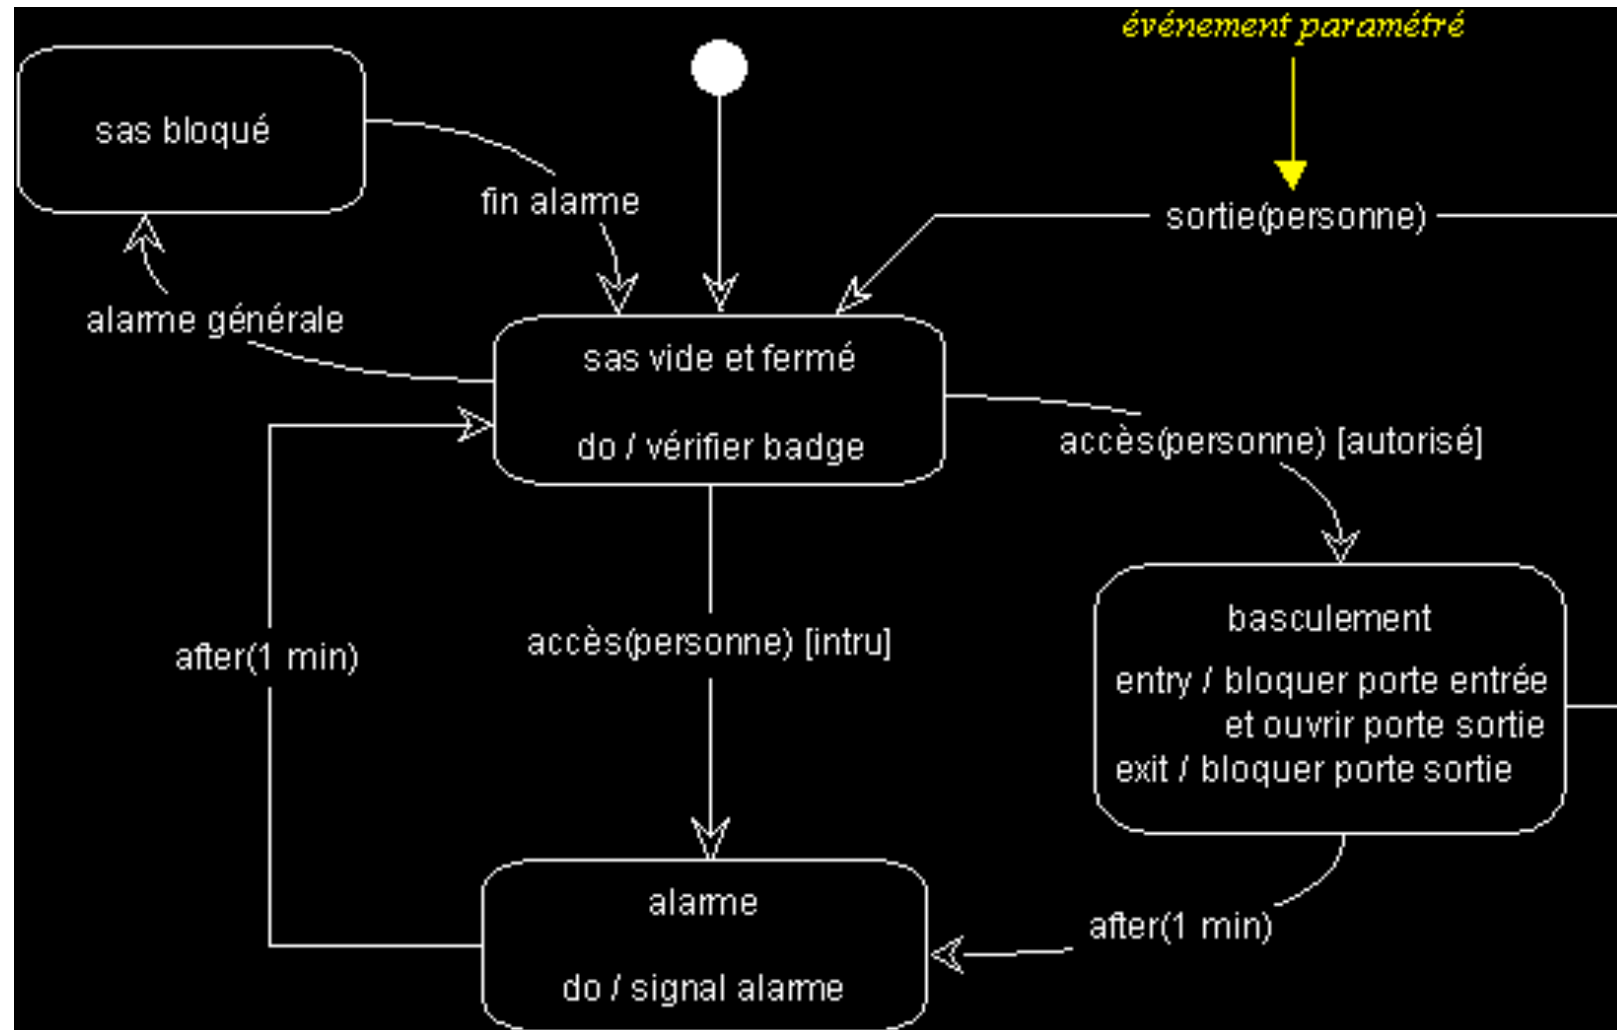 événement paramétré
sas bloqué
fin alarme
sortie(personne)
alarme générale
sas vide et fermé
do / vérifier badge
accès(personne) [autorisé]
after(1 min)
accès(personne) [intru]
basculement
entry / bloquer porte entrée
et ouvrir porte sortie
exit / bloquer porte sortie
alarme
do / signal alarme
after(1 min)